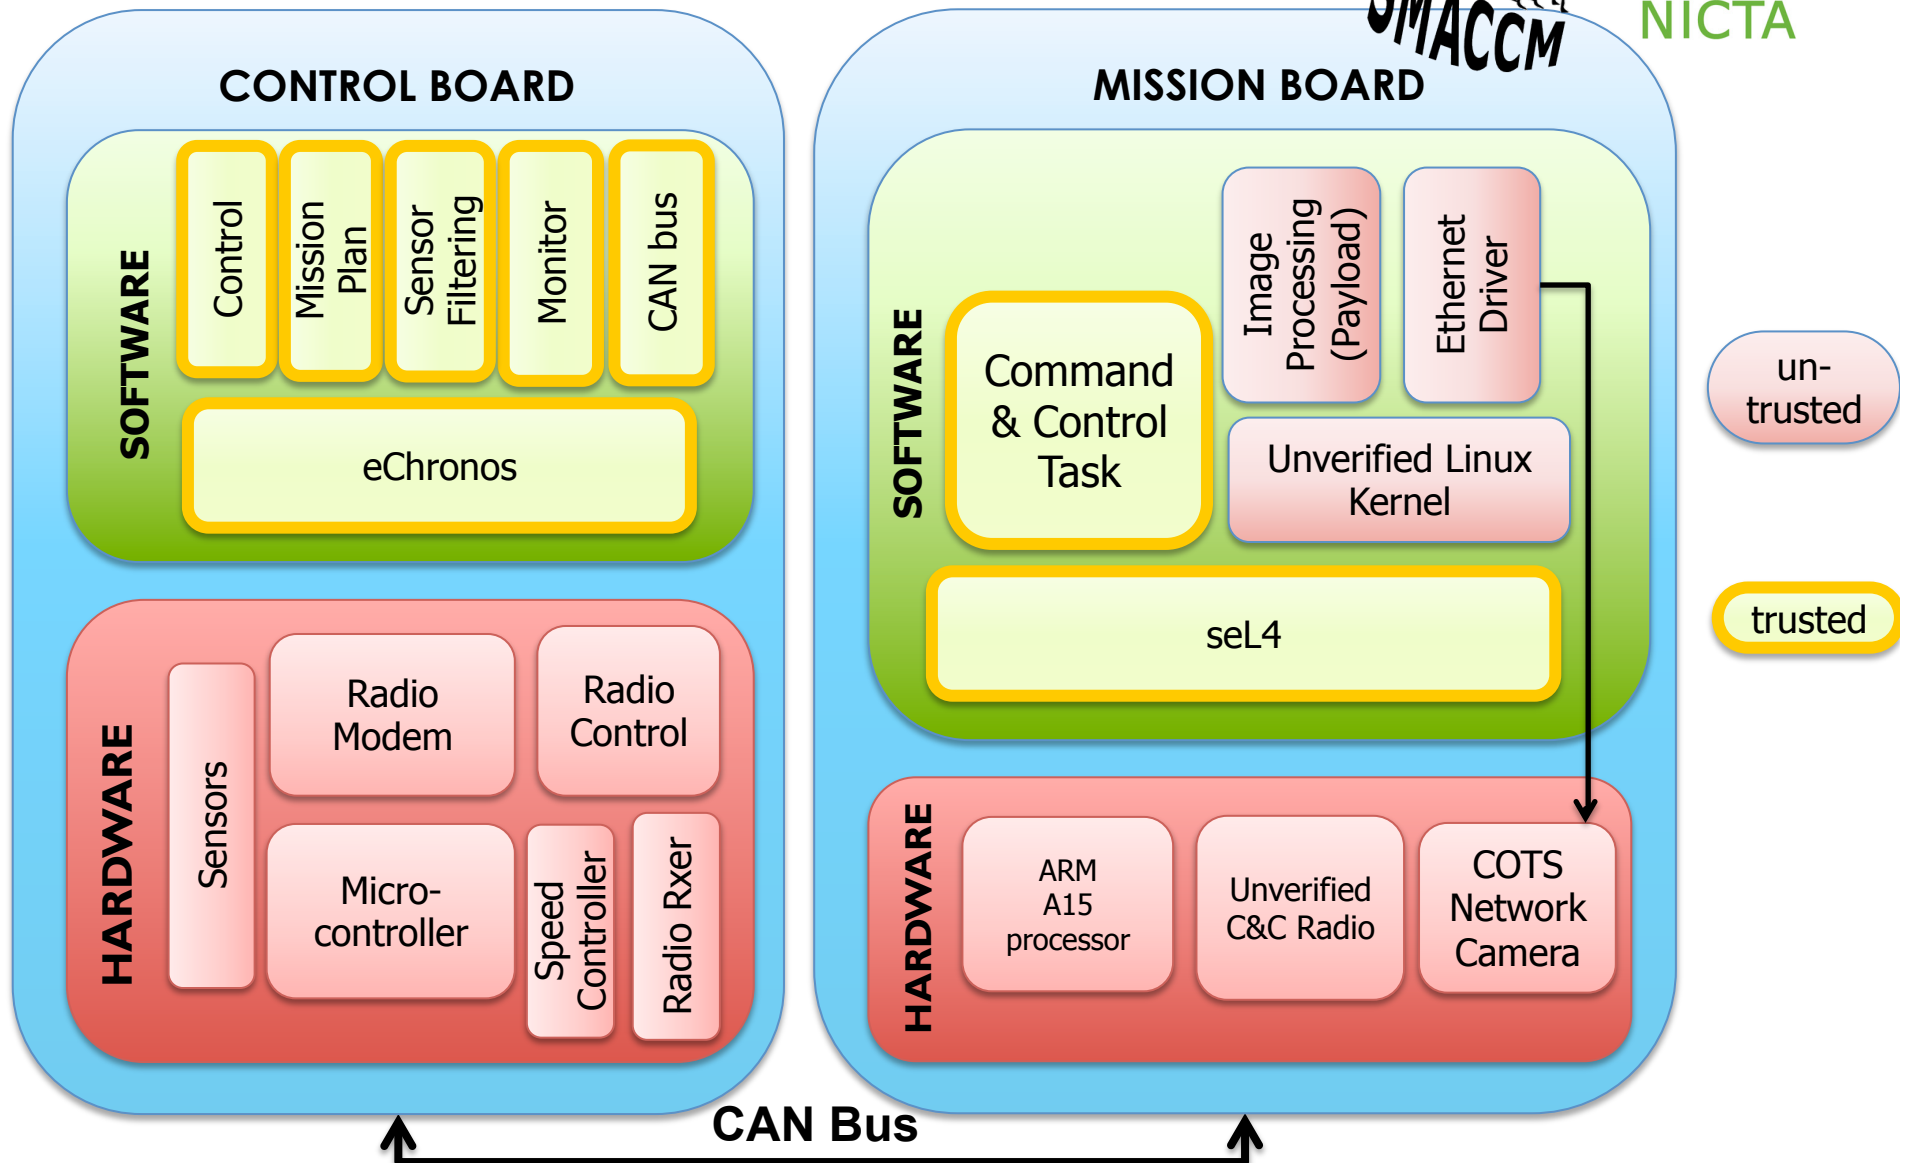 SMACCM
NICTA
CONTROL BOARD
SOFTWARE
Control
Mission
Plan
Sensor
Filtering
Monitor
CAN bus
eChronos
HARDWARE
Sensors
Radio
Modem
Radio
Control
Micro-
controller
Speed
Controller
Radio Rxer
MISSION BOARD
SOFTWARE
Command
& Control
Task
Image
Processing
(Payload)
Ethernet
Driver
Unverified Linux
Kernel
seL4
HARDWARE
ARM
A15
processor
Unverified
C&C Radio
COTS
Network
Camera
un-
trusted
trusted
CAN Bus